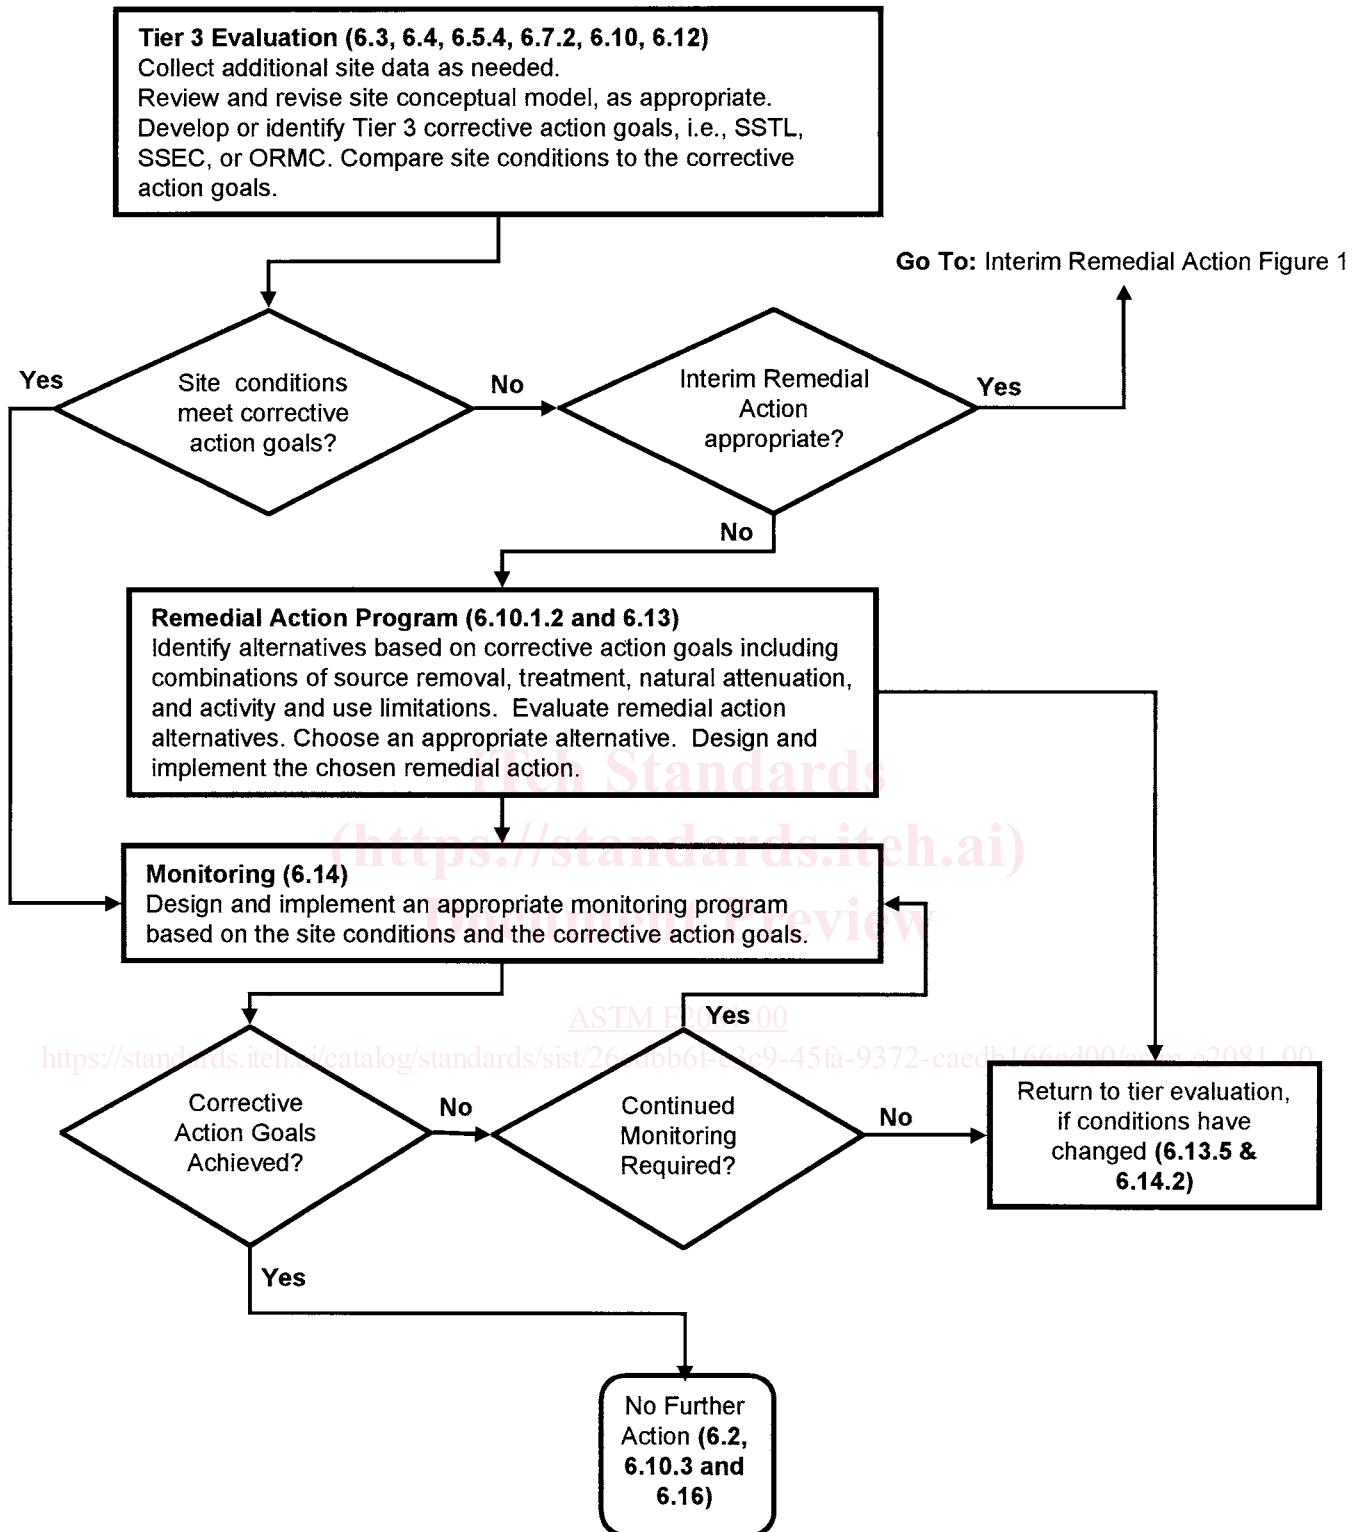 Tier 3 Evaluation (6.3, 6.4, 6.5.4, 6.7.2, 6.10, 6.12)
Collect additional site data as needed.
Review and revise site conceptual model, as appropriate.
Develop or identify Tier 3 corrective action goals, i.e., SSTL,
SSEC, or ORMC. Compare site conditions to the corrective
action goals.
Go To: Interim Remedial Action Figure 1
Yes
Site conditions
meet corrective
action goals?
No
Interim Remedial
Action
appropriate?
Yes
No
Remedial Action Program (6.10.1.2 and 6.13)
Identify alternatives based on corrective action goals including
combinations of source removal, treatment, natural attenuation,
and activity and use limitations. Evaluate remedial action
alternatives. Choose an appropriate alternative. Design and
implement the chosen remedial action.
iTeh Standards
(https://standards.iteh.ai)
Document Preview
Monitoring (6.14)
Design and implement an appropriate monitoring program
based on the site conditions and the corrective action goals.
Yes
ASTM E2081-00
Corrective
Action Goals
Achieved?
No
Continued
Monitoring
Required?
No
Return to tier evaluation,
if conditions have
changed (6.13.5 &
6.14.2)
Yes
No Further
Action (6.2,
6.10.3 and
6.16)